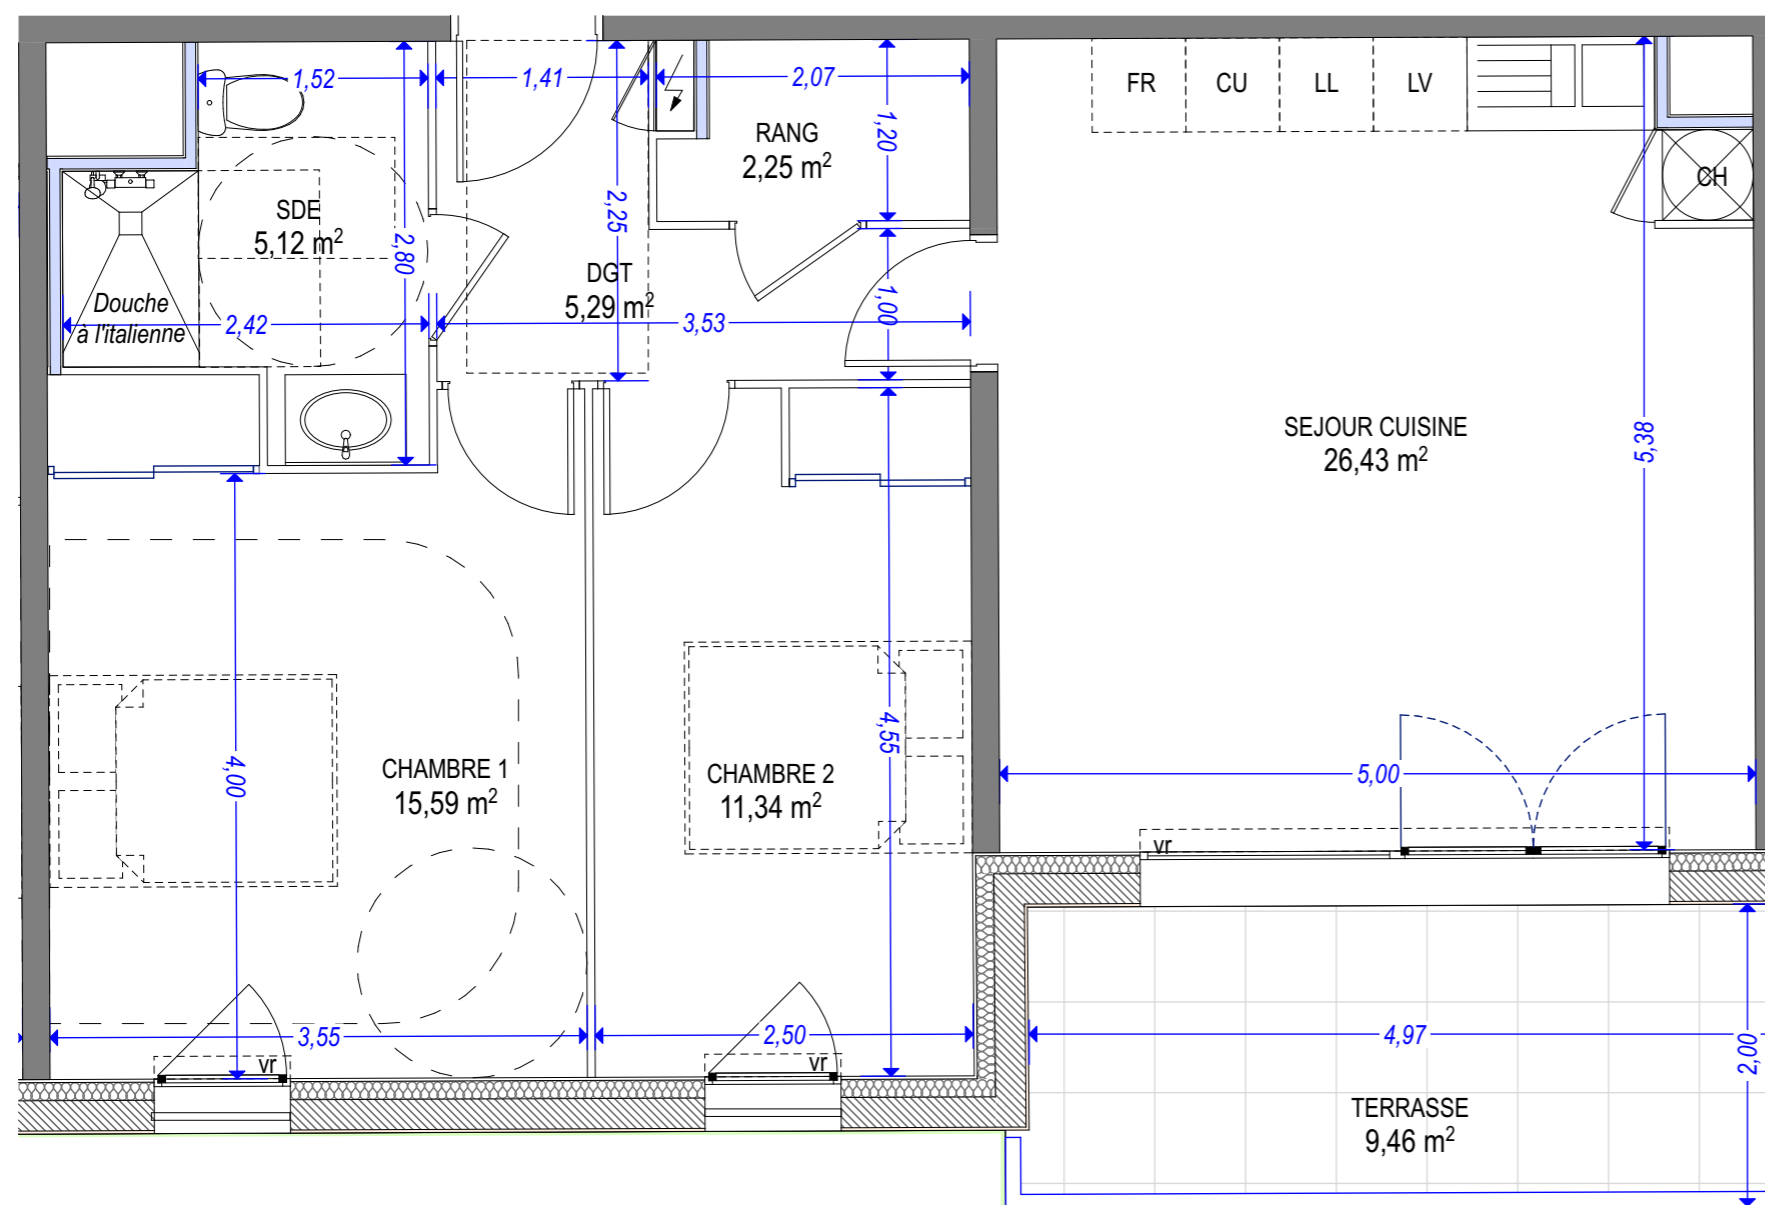 1,52
1,41
2,07
FR
CU
LL
LV
RANG
2,25 m²
1,20
CH
SDE
5,12 m²
2,80
2,25
DGT
5,29 m²
1,00
Douche
à l'italienne
2,42
3,53
SEJOUR CUISINE
26,43 m²
5,38
4,55
4,00
CHAMBRE 1
15,59 m²
CHAMBRE 2
11,34 m²
5,00
vr
3,55
2,50
4,97
2,00
vr
vr
TERRASSE
9,46 m²